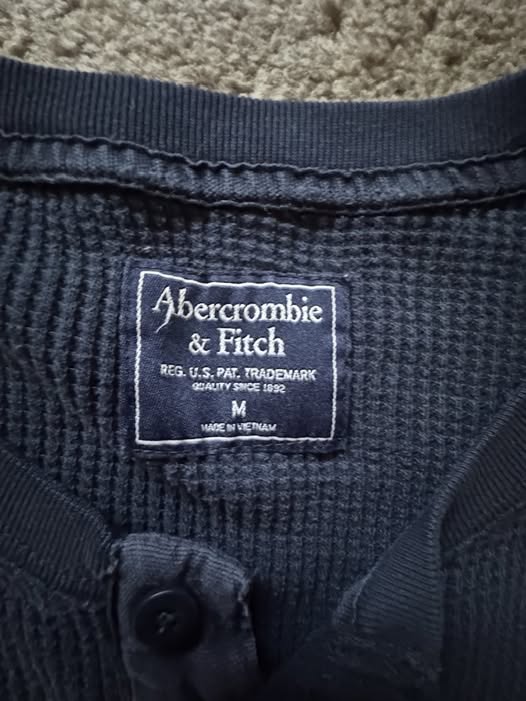 Abercrombie
& Fitch
REG. U.S. PAT. TRADEMARK
QUALITY SINCE 1892
M
MADE IN VIETNAM